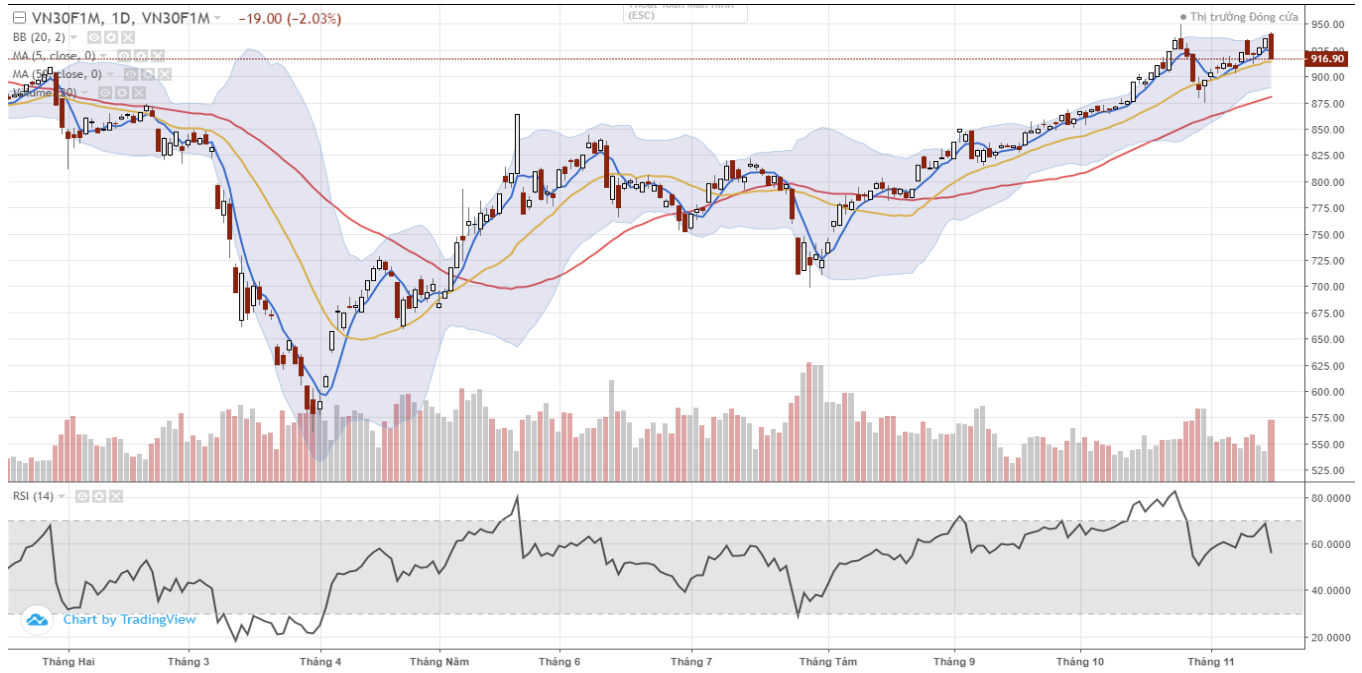 VN30F1M, 1D, VN30F1M −19.00 (−2.03%)
(ESC)
Thị trường Đóng cửa
BB (20, 2)
MA (5, close, 0)
MA (50, close, 0)
950.00
925.00
916.90
900.00
875.00
850.00
825.00
800.00
775.00
750.00
725.00
700.00
675.00
650.00
625.00
600.00
575.00
550.00
525.00
RSI (14)
80.0000
60.0000
40.0000
20.0000
Chart by TradingView
Tháng Hai Tháng 3 Tháng 4 Tháng Năm Tháng 6 Tháng 7 Tháng Tám Tháng 9 Tháng 10 Tháng 11